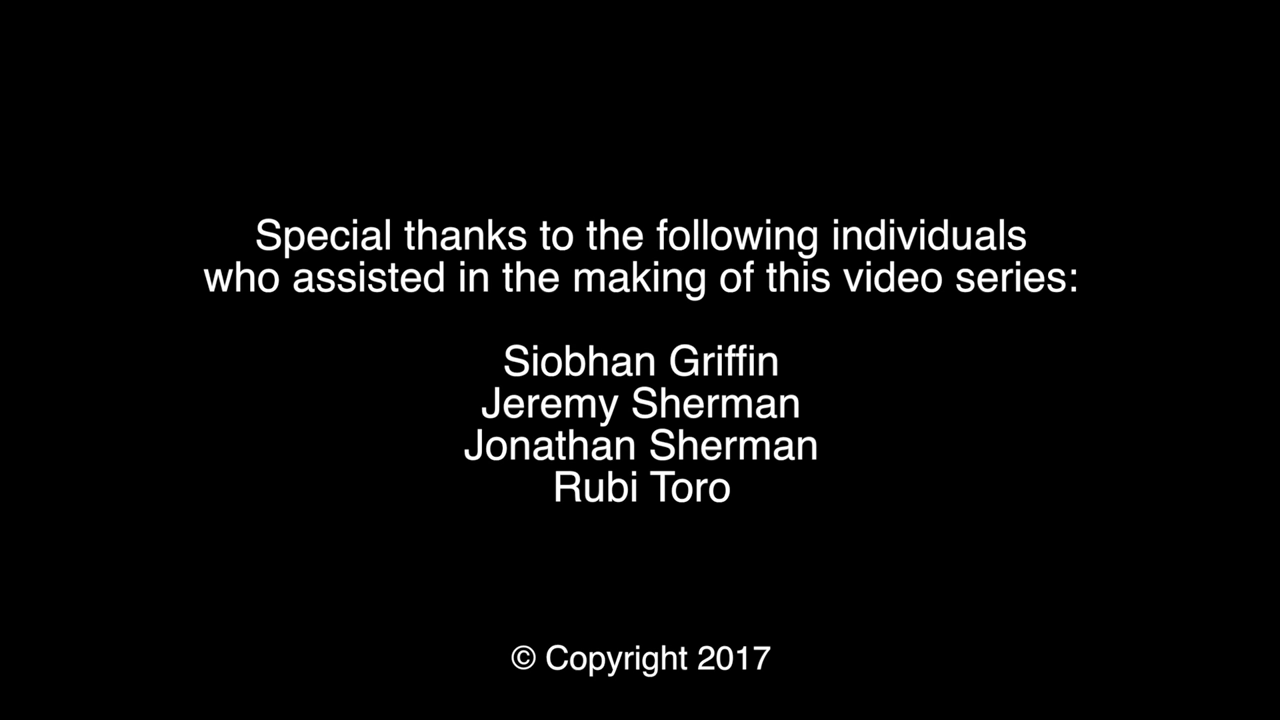 Special thanks to the following individuals
who assisted in the making of this video series:
Siobhan Griffin
Jeremy Sherman
Jonathan Sherman
Rubi Toro
© Copyright 2017